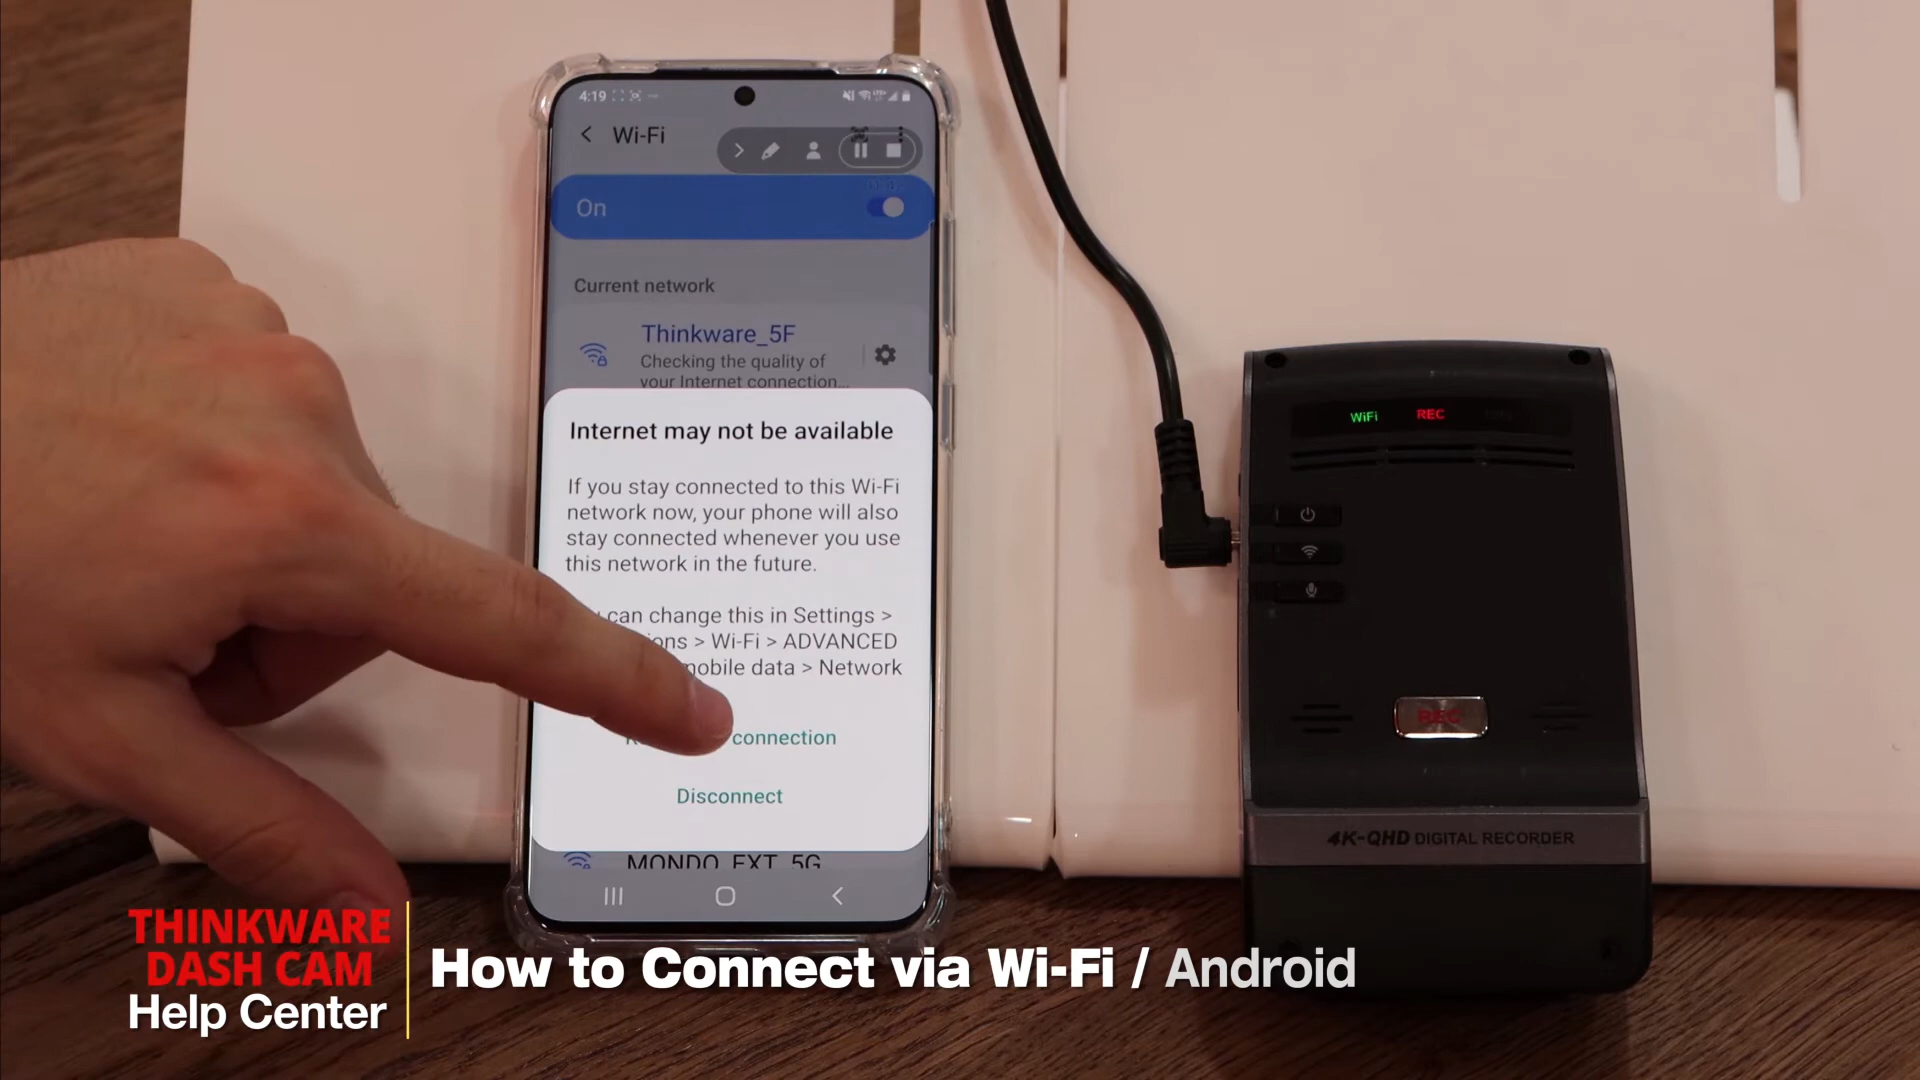 4:19
Wi-Fi
On
Current network
Thinkware_5F
Checking the quality of
your Internet connection...
Internet may not be available
If you stay connected to this Wi-Fi
network now, your phone will also
stay connected whenever you use
this network in the future.
can change this in Settings >
> Wi-Fi > ADVANCED
mobile data > Network
connection
Disconnect
MONDO_EXT_5G
WiFi REC
REC
4K-QHD DIGITAL RECORDER
THINKWARE
DASH CAM
Help Center
How to Connect via Wi-Fi / Android